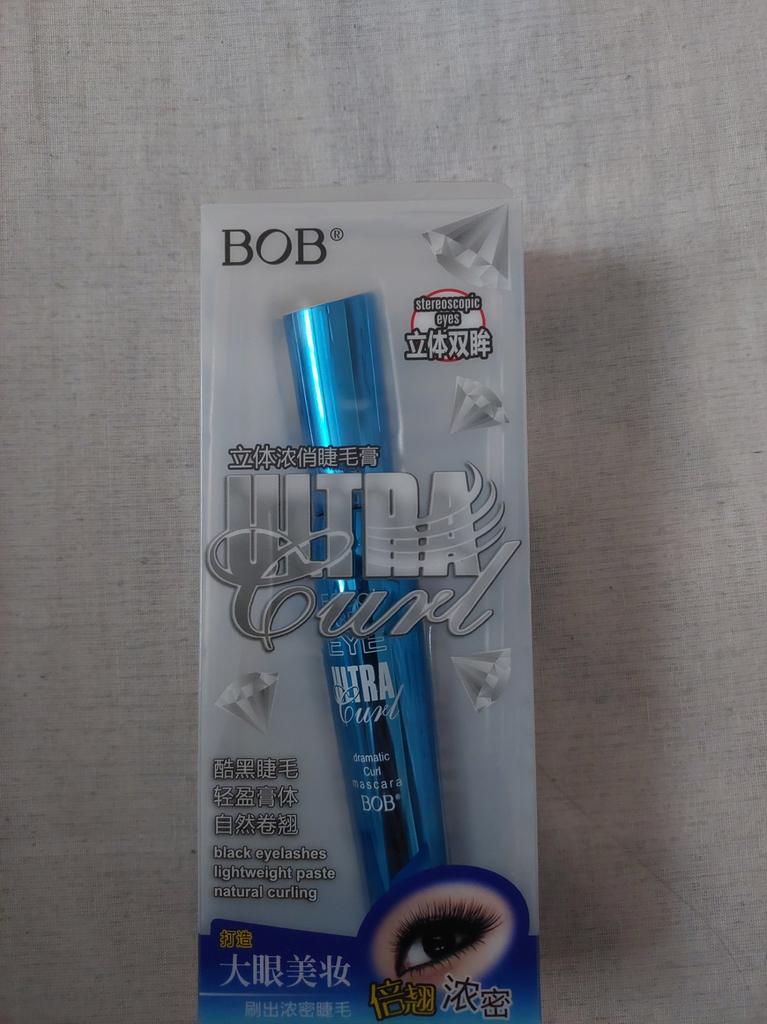 BOB®
stereoscopic
eyes
立体双眸
立体浓俏睫毛膏
ULTRA
Curl
EYE
ULTRA
Curl
dramatic
Curl
mascara
BOB®
酷黑睫毛
轻盈膏体
自然卷翘
black eyelashes
lightweight paste
natural curling
打造
大眼美妆
刷出浓密睫毛
倍翘 浓密